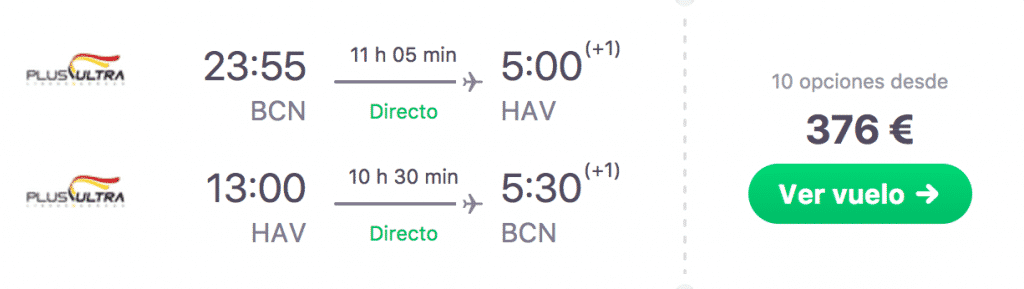 PLUS ULTRA
23:55
11 h 05 min
5:00 (+1)
BCN
Directo
HAV
PLUS ULTRA
13:00
10 h 30 min
5:30 (+1)
HAV
Directo
BCN
10 opciones desde
376 €
Ver vuelo →